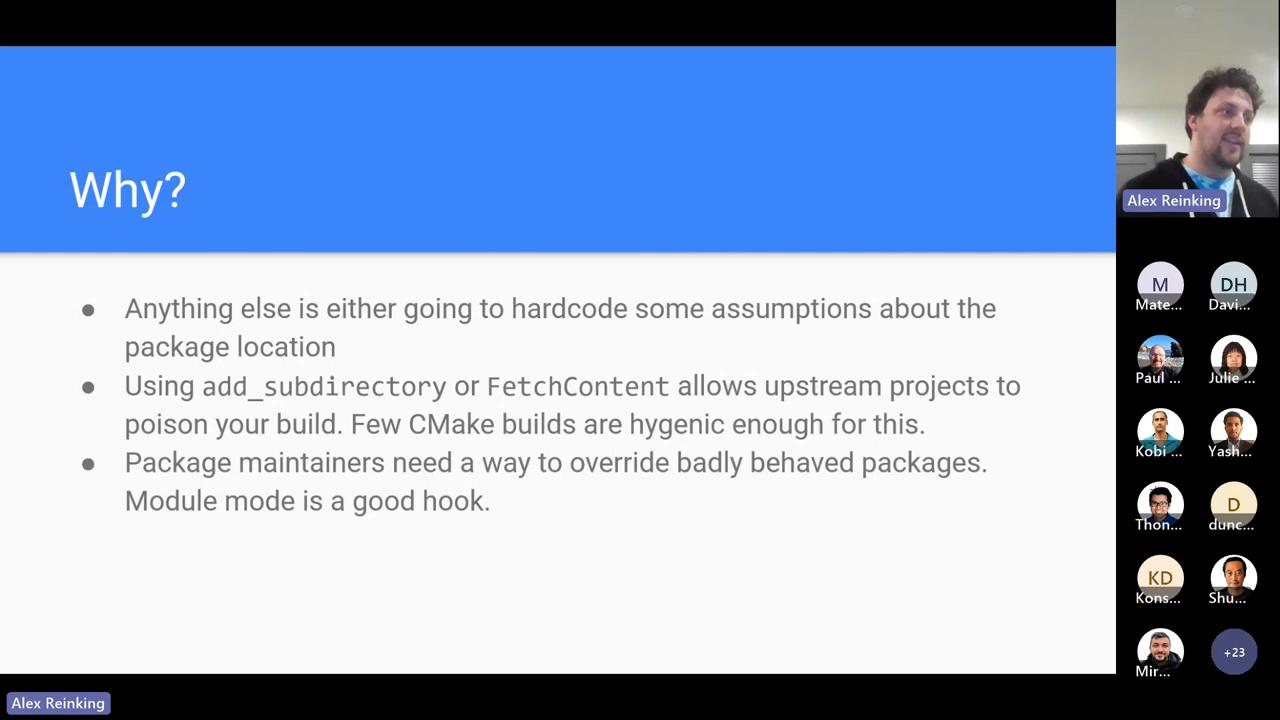 Why?
● Anything else is either going to hardcode some assumptions about the
package location
● Using add_subdirectory or FetchContent allows upstream projects to
poison your build. Few CMake builds are hygenic enough for this.
● Package maintainers need a way to override badly behaved packages.
Module mode is a good hook.
Alex Reinking
M DH
Mate... Davi...
Paul ... Julie ...
Kobi ... Yash...
D
Thon... dunc...
KD
Kons... Shu...
+23
Mir...
Alex Reinking